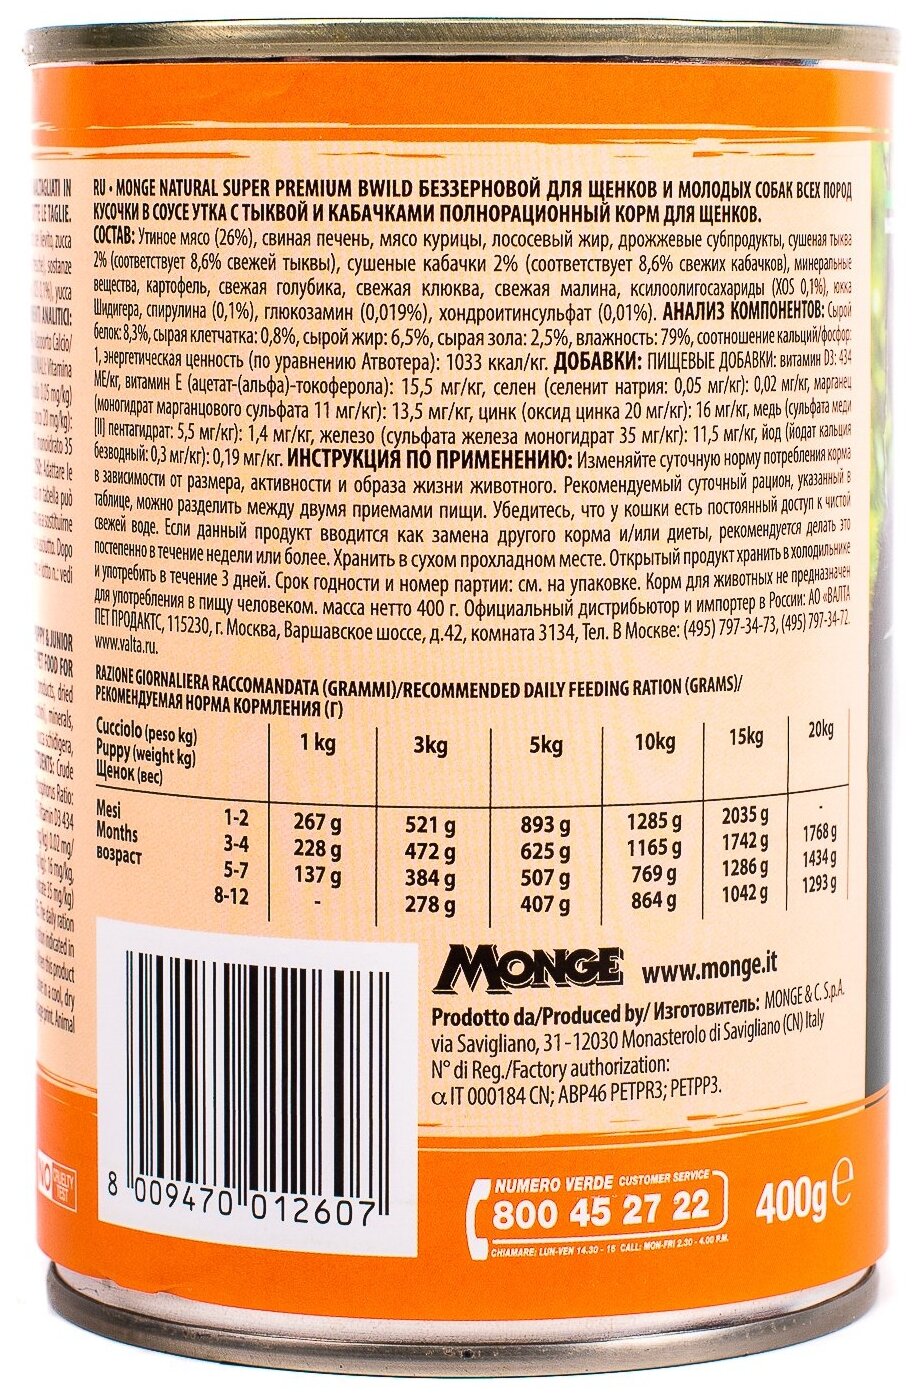 RU • MONGE NATURAL SUPER PREMIUM BWILD БЕЗЗЕРНОВОЙ ДЛЯ ЩЕНКОВ И МОЛОДЫХ СОБАК ВСЕХ ПОРОД
КУСОЧКИ В СОУСЕ УТКА С ТЫКВОЙ И КАБАЧКАМИ ПОЛНОРАЦИОННЫЙ КОРМ ДЛЯ ЩЕНКОВ.
СОСТАВ: Утиное мясо (26%), свиная печень, мясо курицы, лососевый жир, дрожжевые субпродукты, сушеная тыква
2% (соответствует 8,6% свежей тыквы), сушеные кабачки 2% (соответствует 8,6% свежих кабачков), минеральные
вещества, картофель, свежая голубика, свежая клюква, свежая малина, ксилоолигосахариды (XOS 0,1%), юкка
Шидигера, спирулина (0,1%), глюкозамин (0,019%), хондроитинсульфат (0,01%). АНАЛИЗ КОМПОНЕНТОВ: Сырой
белок: 8,3%, сырая клетчатка: 0,8%, сырой жир: 6,5%, сырая зола: 2,5%, влажность: 79%, соотношение кальций/фосфор:
1, энергетическая ценность (по уравнению Атвотера): 1033 ккал/кг. ДОБАВКИ: ПИЩЕВЫЕ ДОБАВКИ: витамин D3: 434
МЕ/кг, витамин Е (ацетат-(альфа)-токоферола): 15,5 мг/кг, селен (селенит натрия: 0,05 мг/кг): 0,02 мг/кг, марганец
(моногидрат марганцового сульфата 11 мг/кг): 13,5 мг/кг, цинк (оксид цинка 20 мг/кг): 16 мг/кг, медь (сульфата меди
[II] пентагидрат: 5,5 мг/кг): 1,4 мг/кг, железо (сульфата железа моногидрат 35 мг/кг): 11,5 мг/кг, йод (йодат кальция
безводный: 0,3 мг/кг): 0,19 мг/кг. ИНСТРУКЦИЯ ПО ПРИМЕНЕНИЮ: Изменяйте суточную норму потребления корма
в зависимости от размера, активности и образа жизни животного. Рекомендуемый суточный рацион, указанный в
таблице, можно разделить между двумя приемами пищи. Убедитесь, что у кошки есть постоянный доступ к чистой
свежей воде. Если данный продукт вводится как замена другого корма и/или диеты, рекомендуется делать это
постепенно в течение недели или более. Хранить в сухом прохладном месте. Открытый продукт хранить в холодильнике
и употребить в течение 3 дней. Срок годности и номер партии: см. на упаковке. Корм для животных не предназначен
для употребления в пищу человеком. масса нетто 400 г. Официальный дистрибьютор и импортер в России: АО «ВАЛТА
ПЕТ ПРОДАКТС, 115230, г. Москва, Варшавское шоссе, д.42, комната 3134, Тел. В Москве: (495) 797-34-73, (495) 797-34-72.
www.valta.ru.
RAZIONE GIORNALIERA RACCOMANDATA (GRAMMI)/RECOMMENDED DAILY FEEDING RATION (GRAMS)/
РЕКОМЕНДУЕМАЯ НОРМА КОРМЛЕНИЯ (Г)
Cucciolo (peso kg)
Puppy (weight kg)
Щенок (вес)
1 kg 3kg 5kg 10kg 15kg 20kg
Mesi
Months
возраст
1-2 267 g 521 g 893 g 1285 g 2035 g -
3-4 228 g 472 g 625 g 1165 g 1742 g 1768 g
5-7 137 g 384 g 507 g 769 g 1286 g 1434 g
8-12 - 278 g 407 g 864 g 1042 g 1293 g
MONGE www.monge.it
Prodotto da/Produced by/ Изготовитель: MONGE & C. S.p.A.
via Savigliano, 31-12030 Monasterolo di Savigliano (CN) Italy
N° di Reg./Factory authorization:
α IT 000184 CN; ABP46 PETPR3; PETPP3.
8 009470 012607
NUMERO VERDE CUSTOMER SERVICE
800 45 27 22
CHIAMARE: LUN-VEN 14.30 - 16 CALL: MON-FRI 2.30 - 4.00 P.M.
400g e
NO CRUELTY
TEST